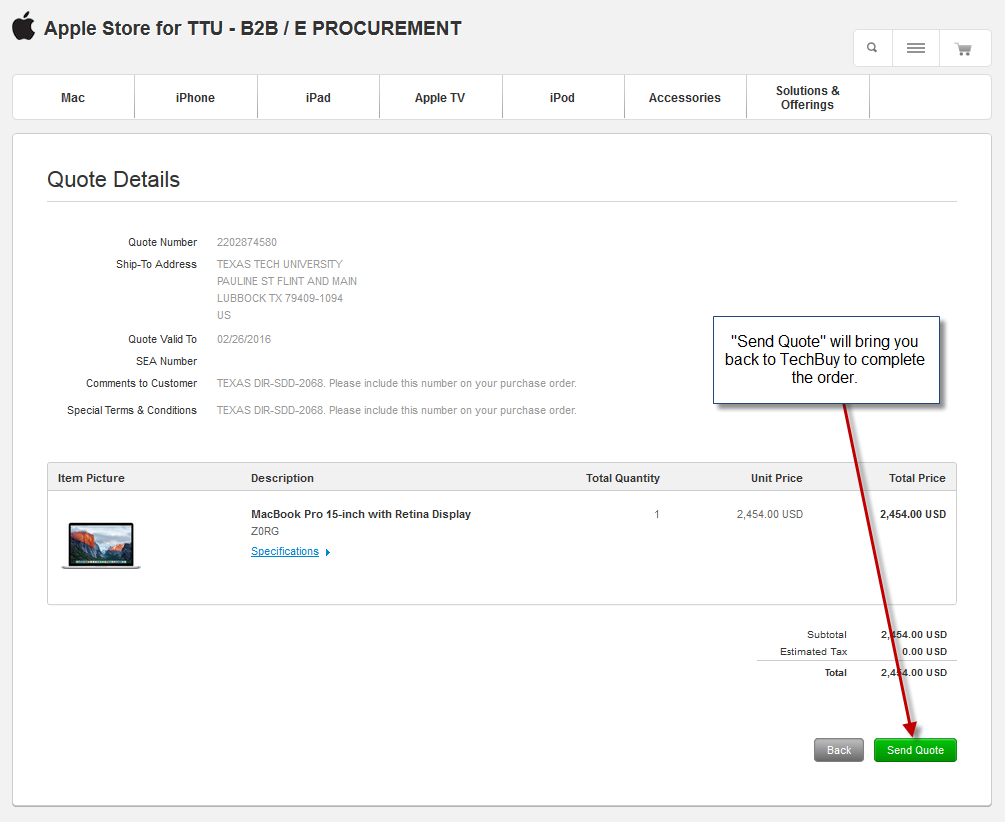 Apple Store for TTU - B2B / E PROCUREMENT
Mac
iPhone
iPad
Apple TV
iPod
Accessories
Solutions &
Offerings
Quote Details
Quote Number 2202874580
Ship-To Address TEXAS TECH UNIVERSITY
PAULINE ST FLINT AND MAIN
LUBBOCK TX 79409-1094
US
Quote Valid To 02/26/2016
SEA Number
Comments to Customer TEXAS DIR-SDD-2068. Please include this number on your purchase order.
Special Terms & Conditions TEXAS DIR-SDD-2068. Please include this number on your purchase order.
"Send Quote" will bring you
back to TechBuy to complete
the order.
Item Picture Description Total Quantity Unit Price Total Price
MacBook Pro 15-inch with Retina Display 1 2,454.00 USD 2,454.00 USD
Z0RG
Specifications
Subtotal 2,454.00 USD
Estimated Tax 0.00 USD
Total 2,454.00 USD
Back Send Quote